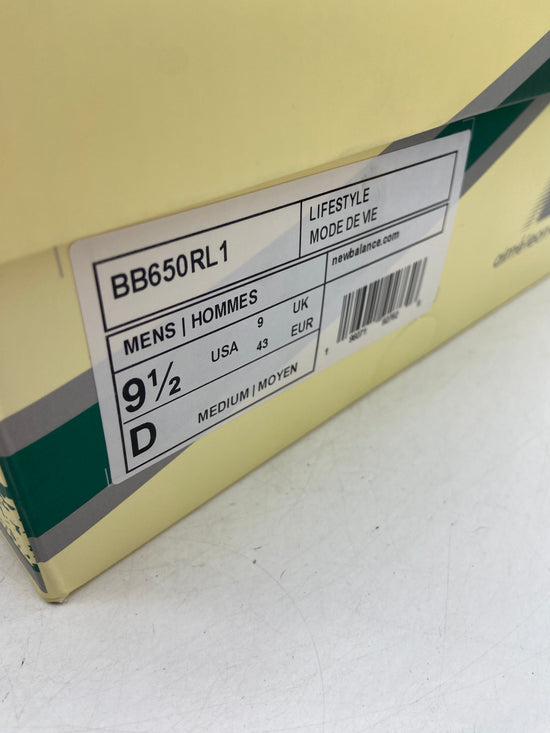 BB650RL1
LIFESTYLE
MODE DE VIE
MENS | HOMMES
newbalance.com
9½ USA 9 UK
43 EUR
D MEDIUM | MOYEN